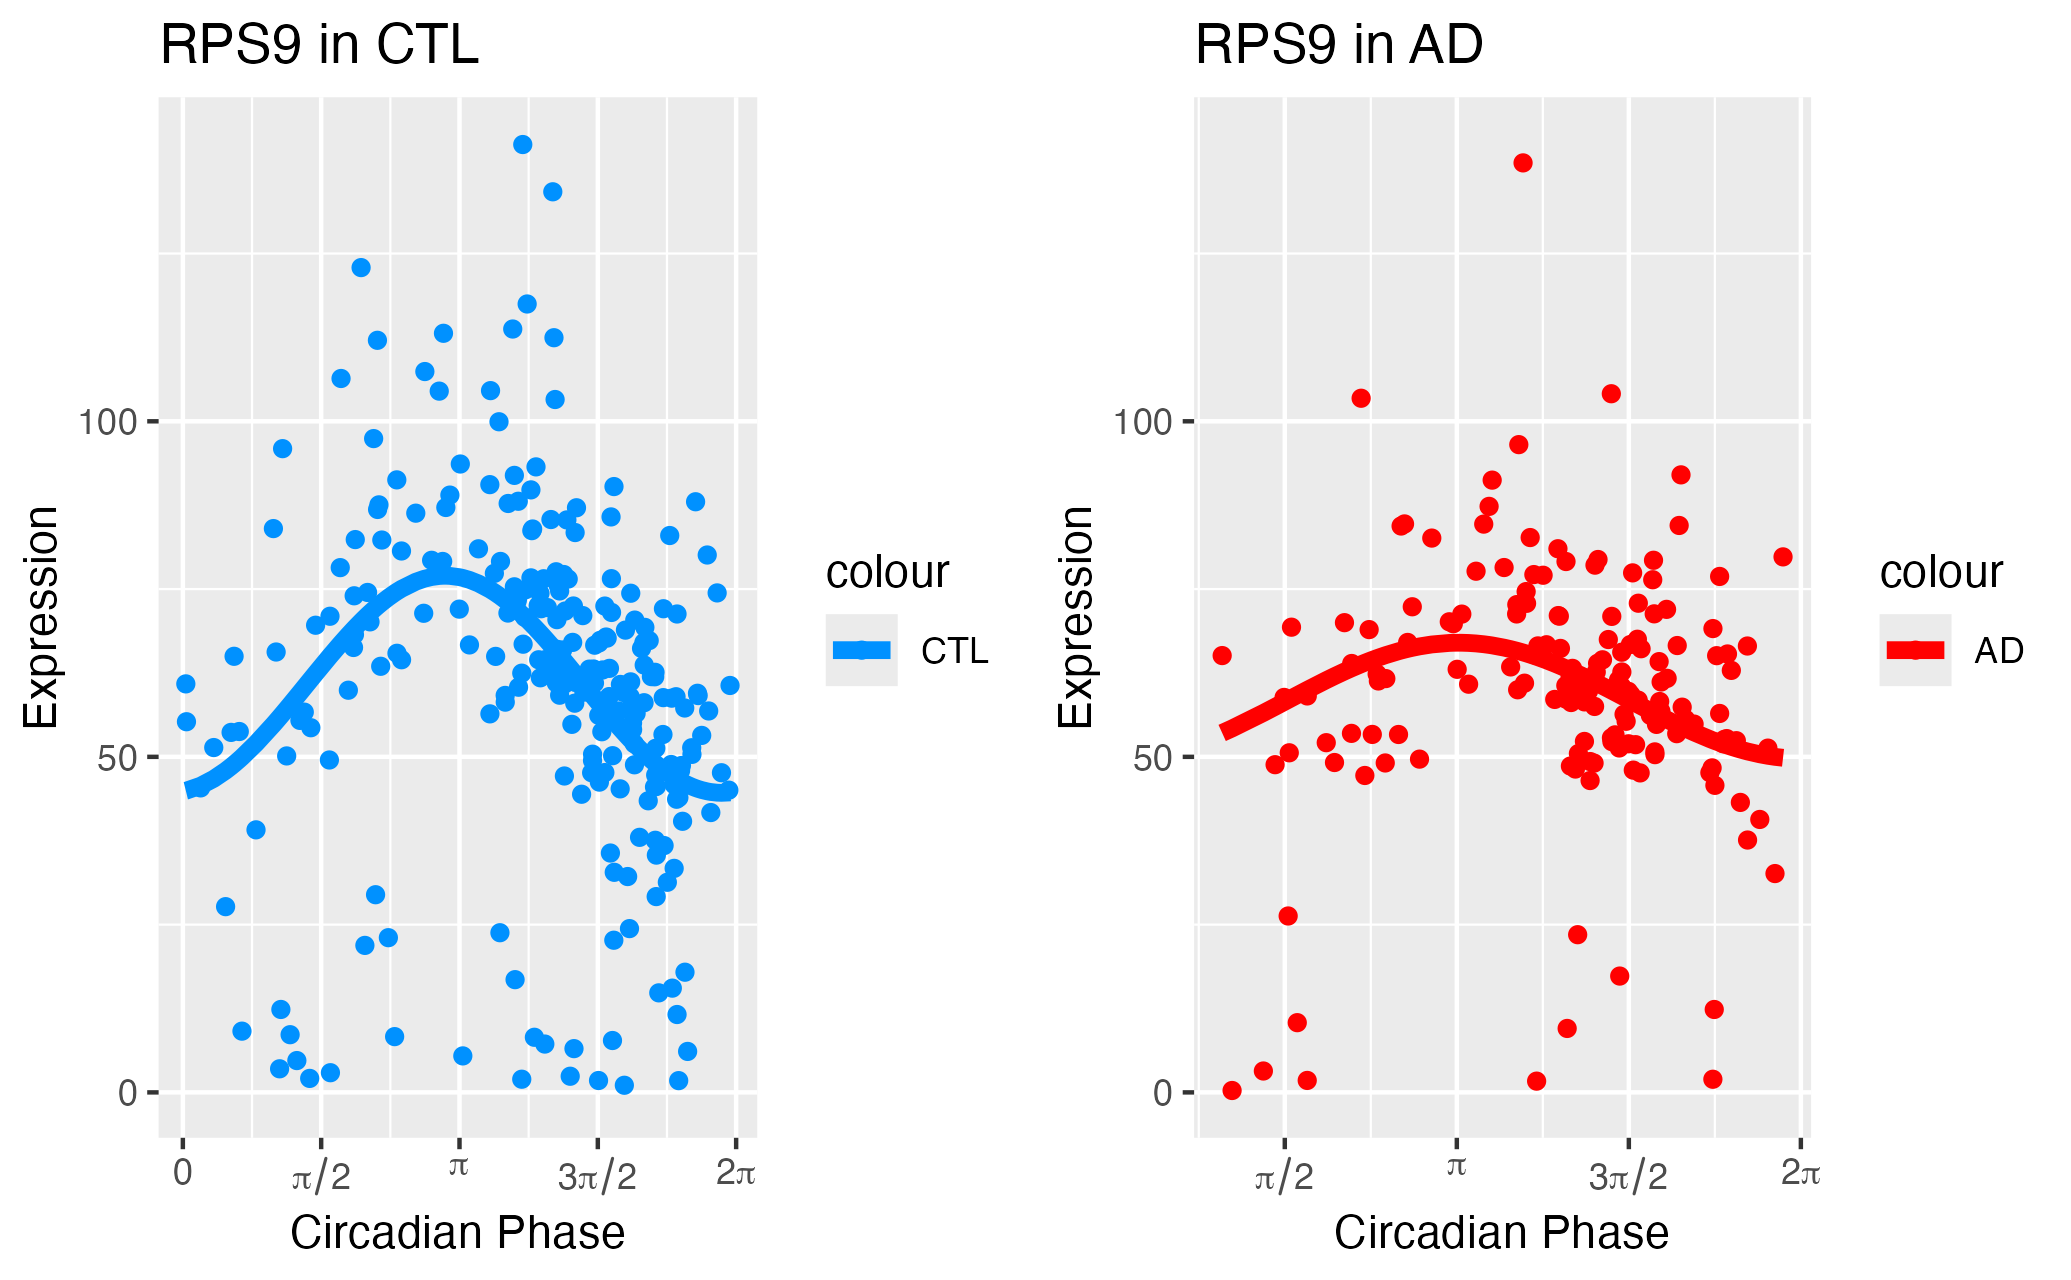 RPS9 in CTL
Expression
100
50
0
0 π/2 π 3π/2 2π
Circadian Phase
colour
CTL
RPS9 in AD
Expression
100
50
0
π/2 π 3π/2 2π
Circadian Phase
colour
AD